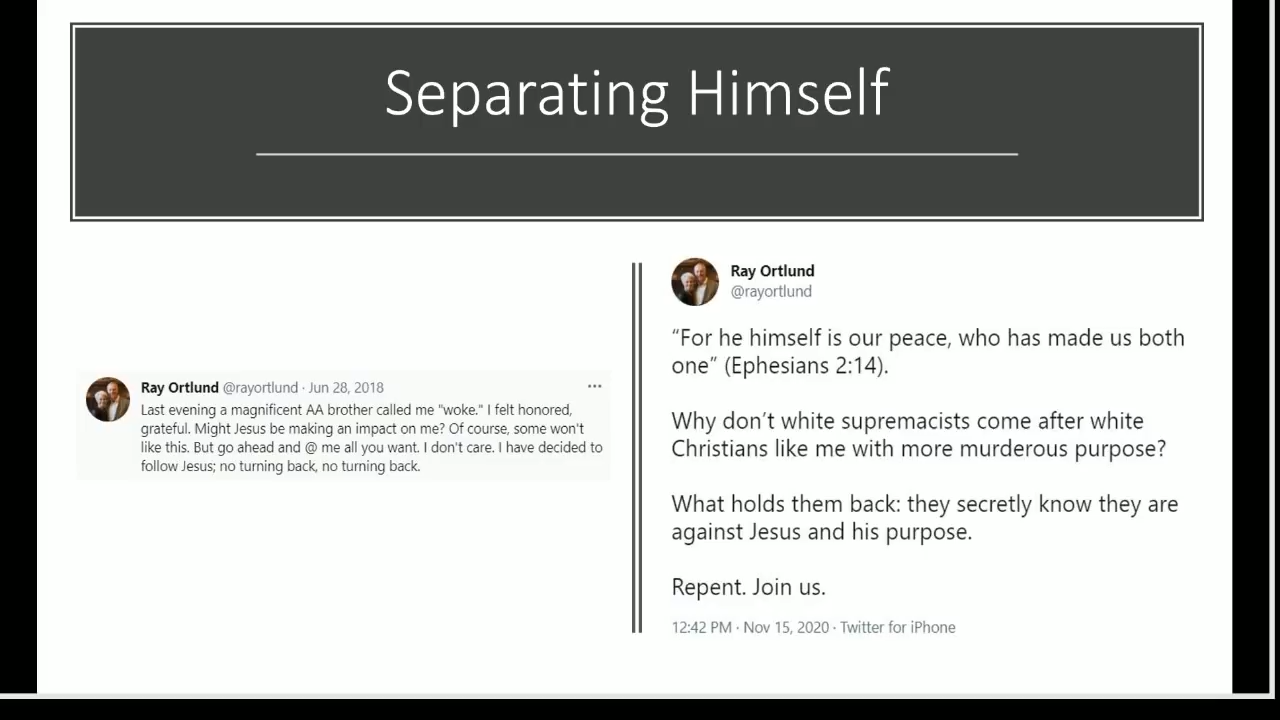 Separating Himself
Ray Ortlund @rayortlund · Jun 28, 2018 ···
Last evening a magnificent AA brother called me "woke." I felt honored,
grateful. Might Jesus be making an impact on me? Of course, some won't
like this. But go ahead and @ me all you want. I don't care. I have decided to
follow Jesus; no turning back, no turning back.
Ray Ortlund
@rayortlund
“For he himself is our peace, who has made us both
one” (Ephesians 2:14).
Why don’t white supremacists come after white
Christians like me with more murderous purpose?
What holds them back: they secretly know they are
against Jesus and his purpose.
Repent. Join us.
12:42 PM · Nov 15, 2020 · Twitter for iPhone